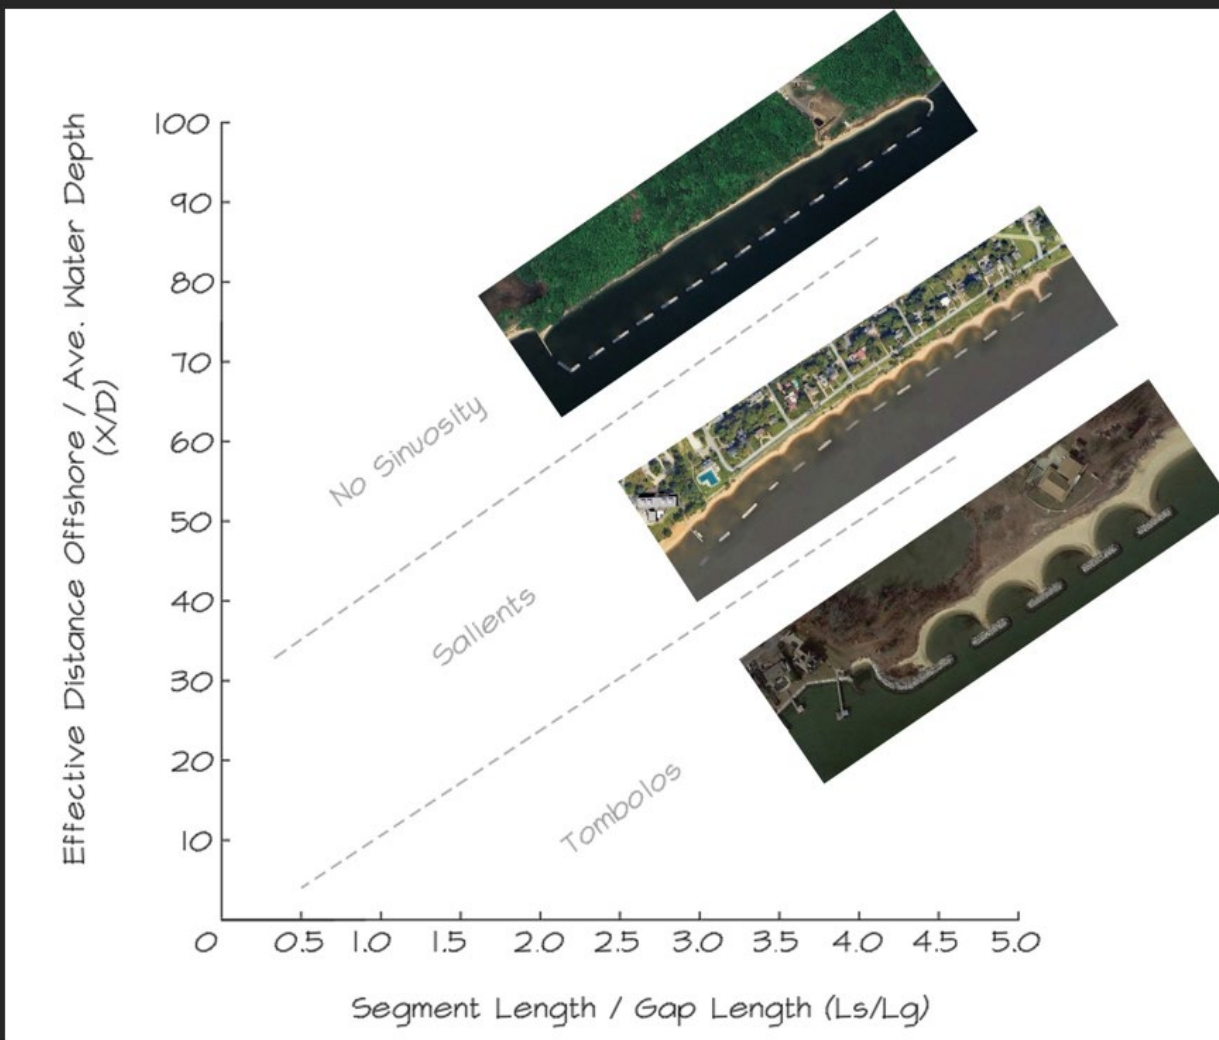 Effective Distance Offshore / Ave. Water Depth
(X/D)
100
90
80
70
60
50
40
30
20
10
No Sinuosity
Salients
Tombolos
0 0.5 1.0 1.5 2.0 2.5 3.0 3.5 4.0 4.5 5.0
Segment Length / Gap Length (Ls/Lg)